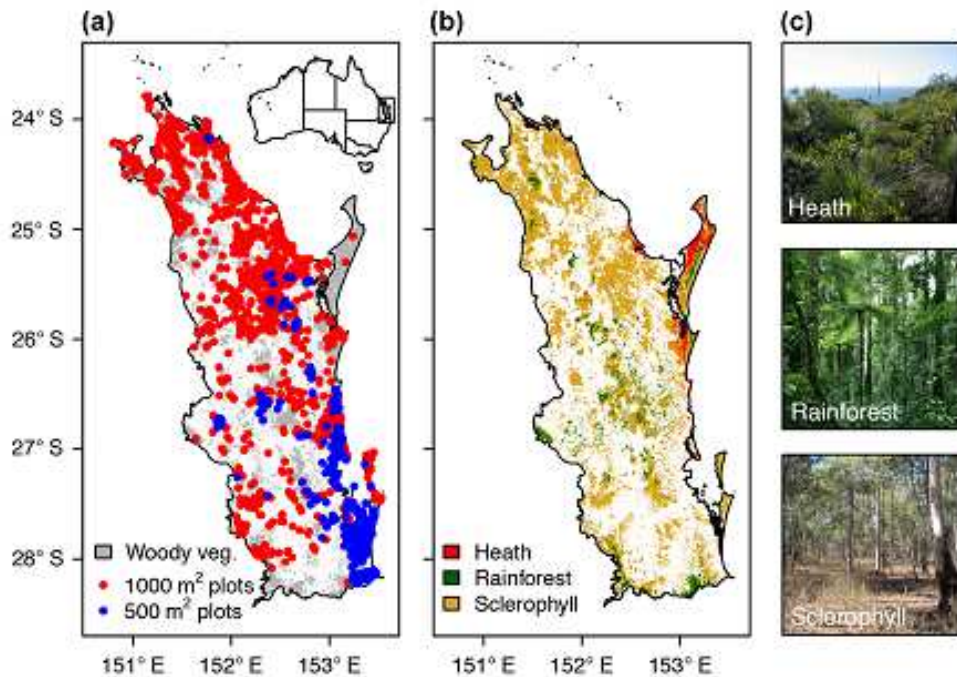 (a)
(b)
(c)
24° S
25° S
26° S
27° S
28° S
Woody veg.
1000 m² plots
500 m² plots
151° E
152° E
153° E
Heath
Rainforest
Sclerophyll
151° E
152° E
153° E
Heath
Rainforest
Sclorophyll